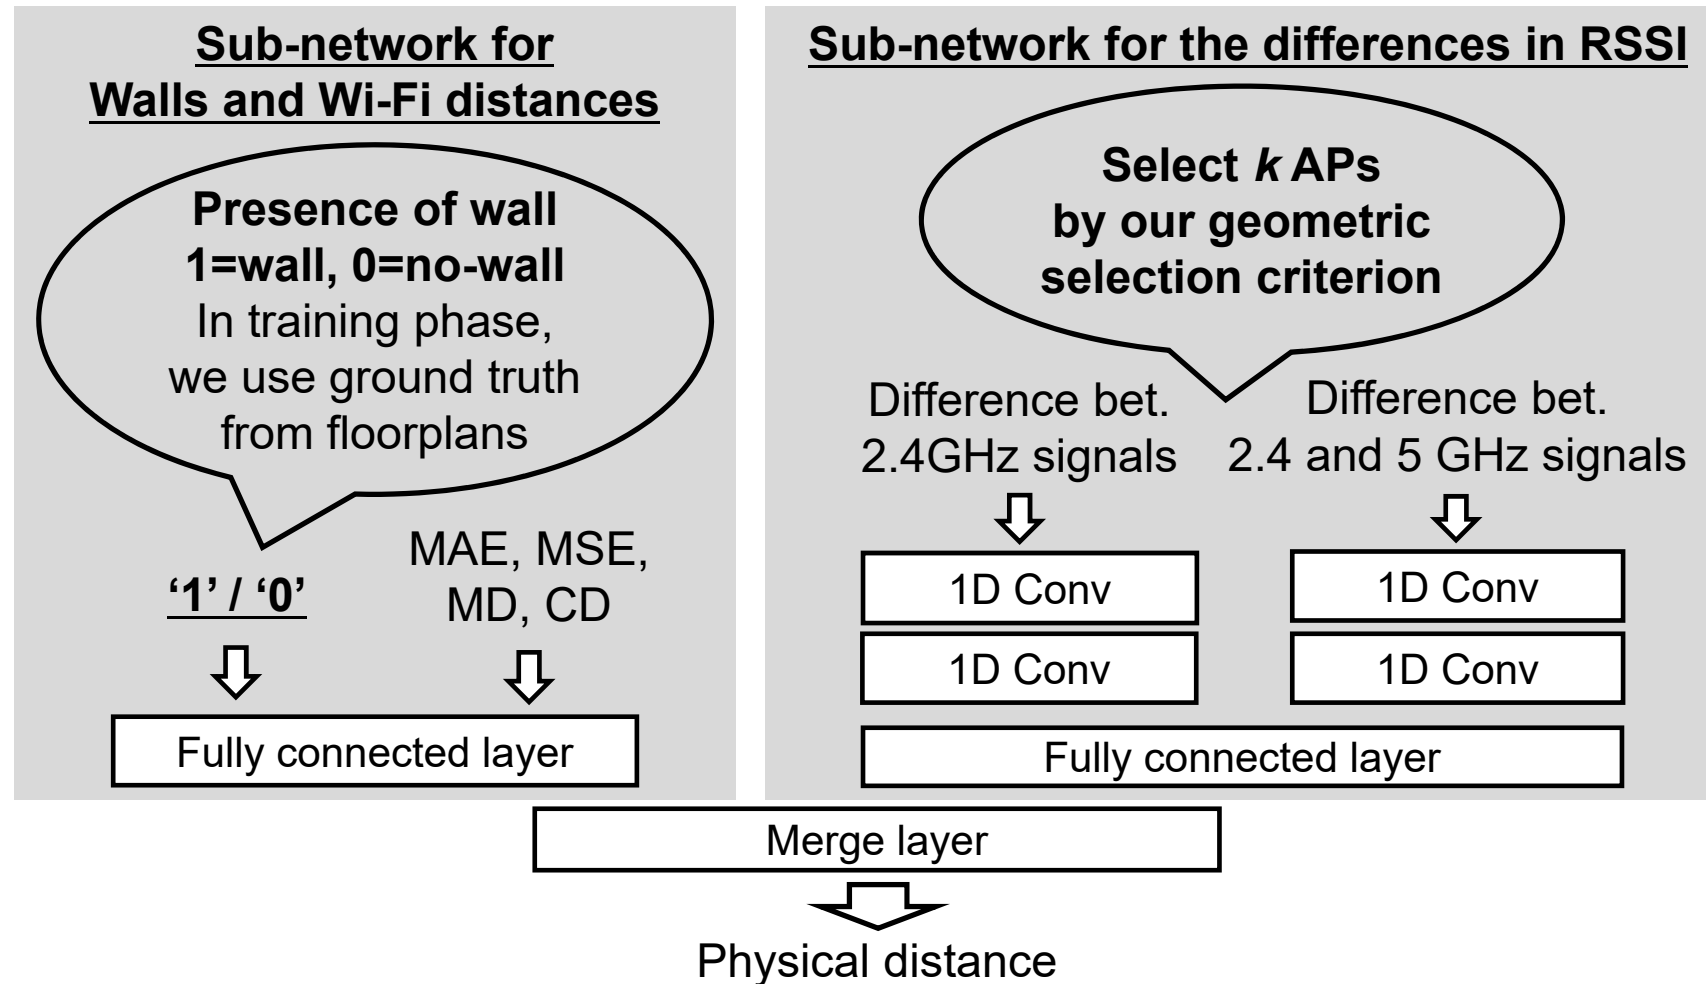 Sub-network for
Walls and Wi-Fi distances
Presence of wall
1=wall, 0=no-wall
In training phase,
we use ground truth
from floorplans
‘1’ / ‘0’
MAE, MSE,
MD, CD
Fully connected layer
Sub-network for the differences in RSSI
Select k APs
by our geometric
selection criterion
Difference bet.
2.4GHz signals
Difference bet.
2.4 and 5 GHz signals
1D Conv
1D Conv
1D Conv
1D Conv
Fully connected layer
Merge layer
Physical distance